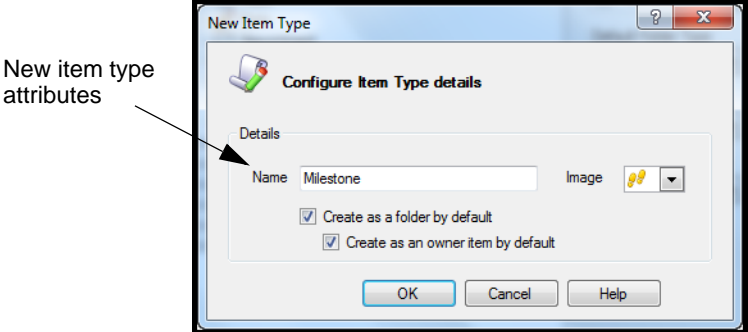 New Item Type
New item type
attributes
Configure Item Type details
Details
Name Milestone Image
Create as a folder by default
Create as an owner item by default
OK Cancel Help